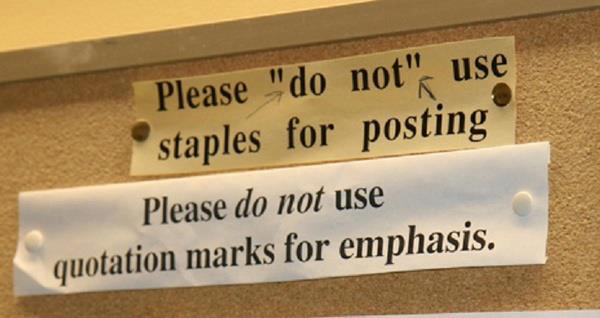 Please "do not" use
staples for posting
Please do not use
quotation marks for emphasis.